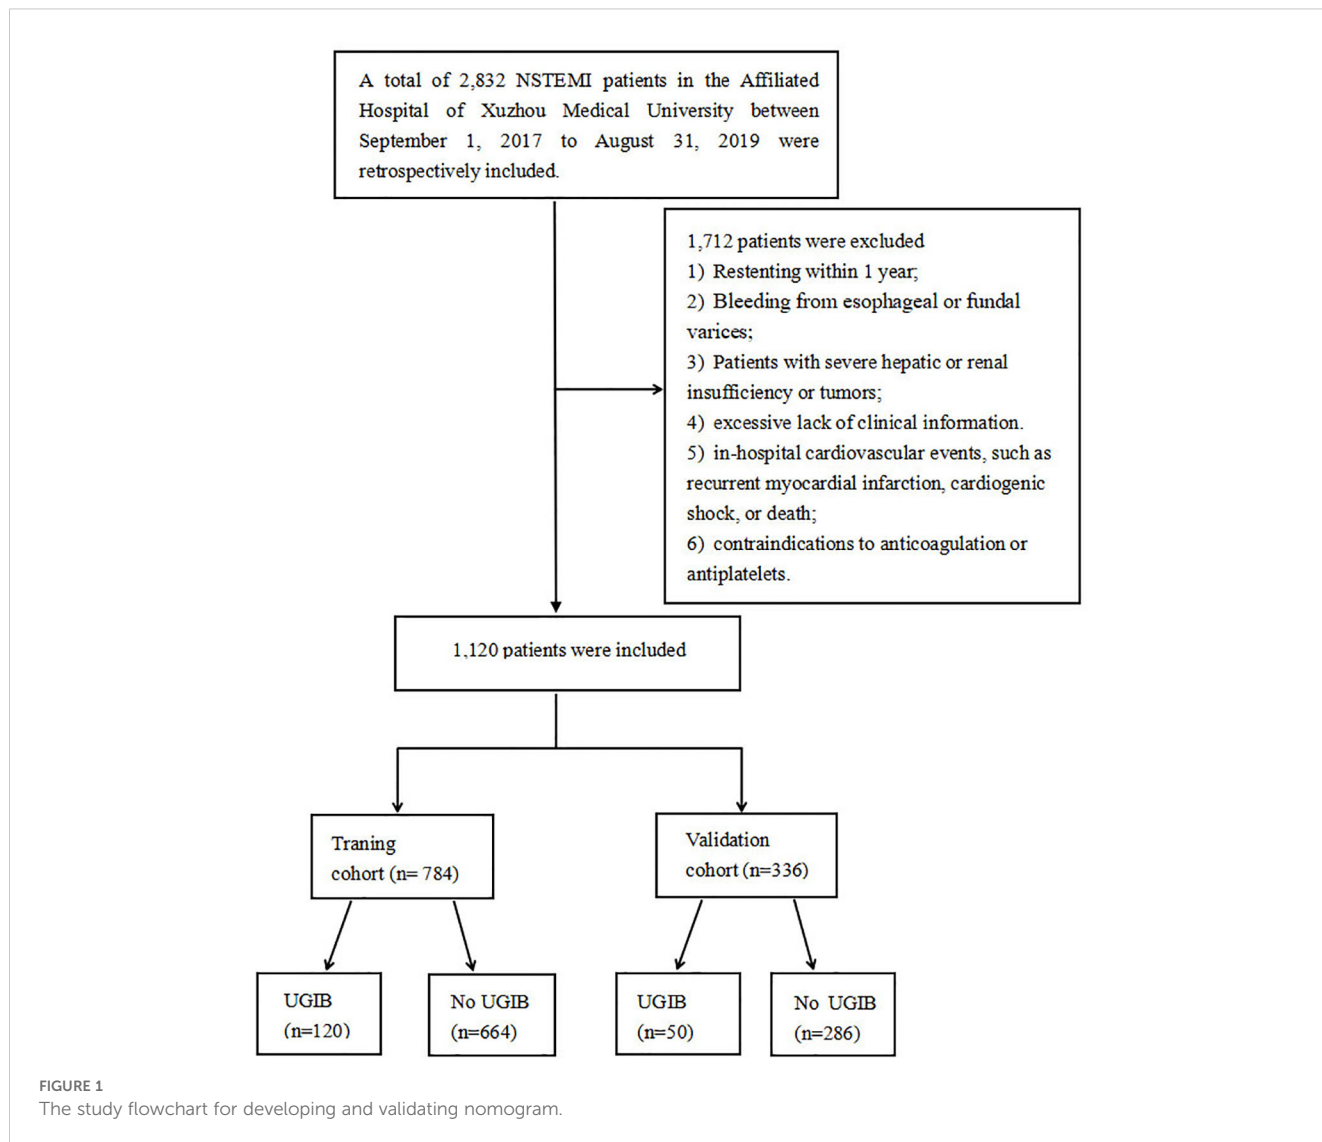 A total of 2,832 NSTEMI patients in the Affiliated
Hospital of Xuzhou Medical University between
September 1, 2017 to August 31, 2019 were
retrospectively included.
1,712 patients were excluded
1) Restenting within 1 year;
2) Bleeding from esophageal or fundal
varices;
3) Patients with severe hepatic or renal
insufficiency or tumors;
4) excessive lack of clinical information.
5) in-hospital cardiovascular events, such as
recurrent myocardial infarction, cardiogenic
shock, or death;
6) contraindications to anticoagulation or
antiplatelets.
1,120 patients were included
Traning
cohort (n= 784)
Validation
cohort (n=336)
UGIB
(n=120)
No UGIB
(n=664)
UGIB
(n=50)
No UGIB
(n=286)
FIGURE 1
The study flowchart for developing and validating nomogram.